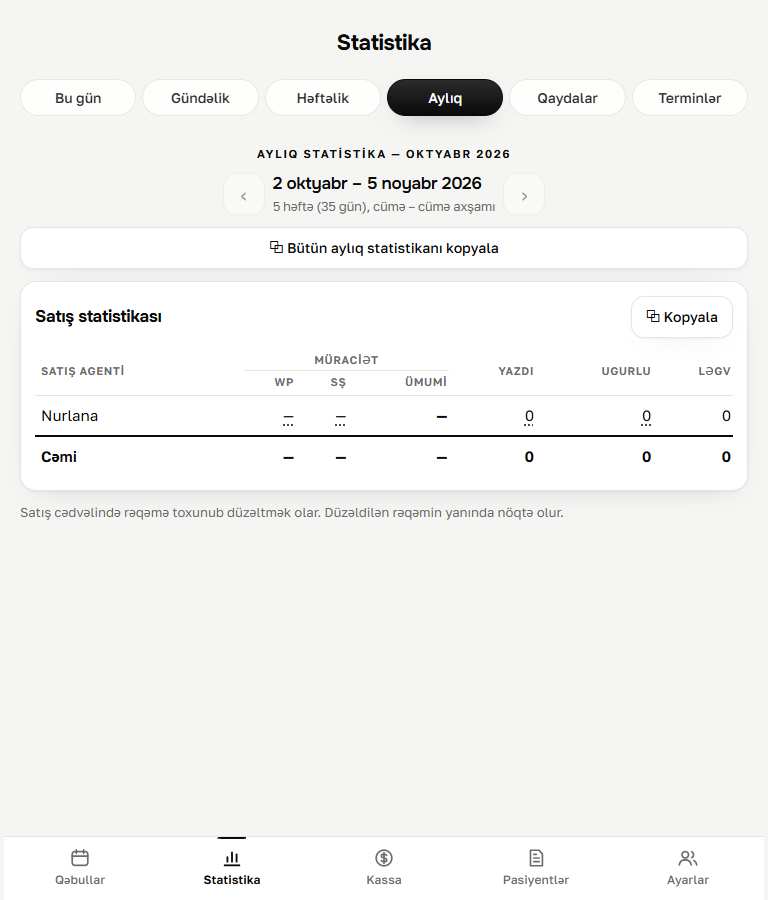 Statistika
Bu gün Gündəlik Həftəlik Aylıq Qaydalar Terminlər
AYLIQ STATİSTİKA — OKTYABR 2026
‹ 2 oktyabr – 5 noyabr 2026 ›
5 həftə (35 gün), cümə – cümə axşamı
Bütün aylıq statistikanı kopyala
Satış statistikası Kopyala
MÜRACİƏT
SATIŞ AGENTİ YAZDI UGURLU LƏGV
WP SŞ ÜMUMİ
Nurlana — — — 0 0 0
Cəmi — — — 0 0 0
Satış cədvəlində rəqəmə toxunub düzəltmək olar. Düzəldilən rəqəmin yanında nöqtə olur.
Qəbullar Statistika Kassa Pasiyentlər Ayarlar